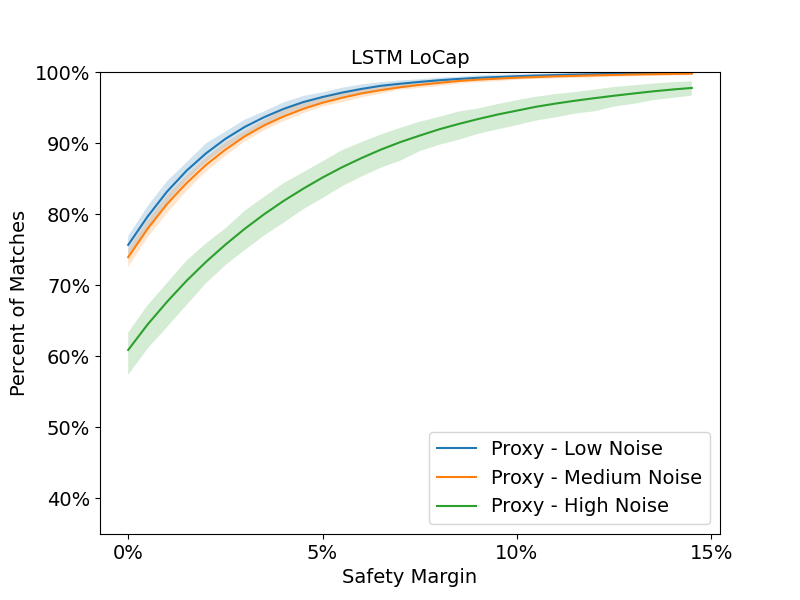 LSTM LoCap
100%
90%
80%
70%
60%
50%
40%
Percent of Matches
Proxy - Low Noise
Proxy - Medium Noise
Proxy - High Noise
0% 5% 10% 15%
Safety Margin